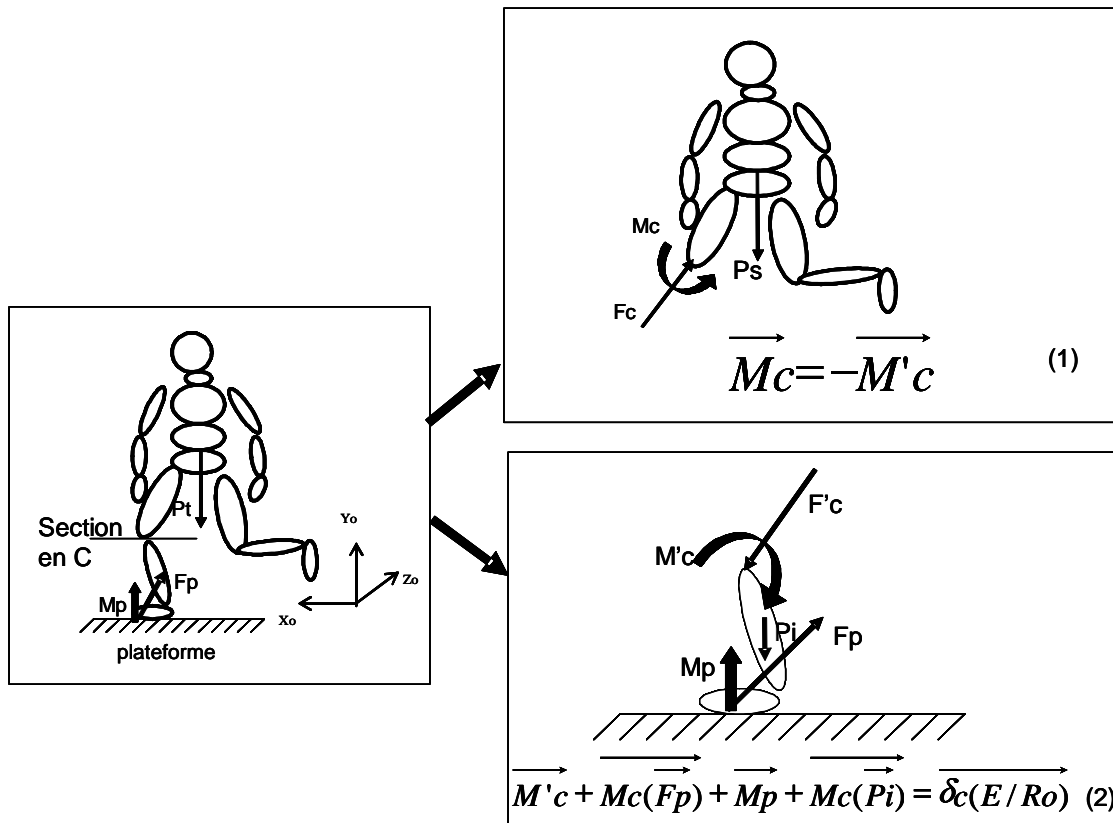 Section
en C
Pt
Fp
Mp
Yo
Zo
Xo
plateforme
Mc
Fc
Ps
Mc = −M'c (1)
F'c
M'c
Pi
Fp
Mp
M'c + Mc(Fp) + Mp + Mc(Pi) = δc(E/Ro) (2)